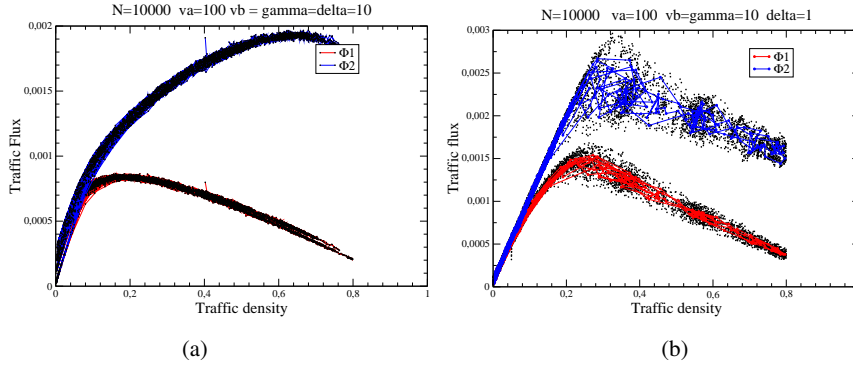 N=10000 va=100 vb = gamma=delta=10
Traffic Flux
0,002
0,0015
0,001
0,0005
0
Φ1
Φ2
0
0,2
0,4
0,6
0,8
1
Traffic density
(a)
N=10000 va=100 vb=gamma=10 delta=1
Traffic flux
0,003
0,0025
0,002
0,0015
0,001
0,0005
0
Φ1
Φ2
0
0,2
0,4
0,6
0,8
Traffic density
(b)